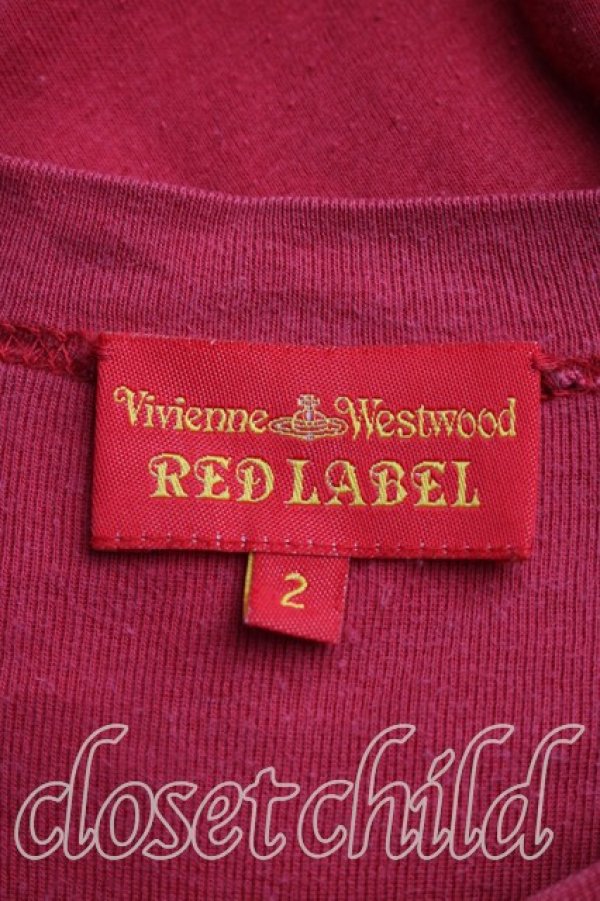 Vivienne Westwood
RED LABEL
2
closet child